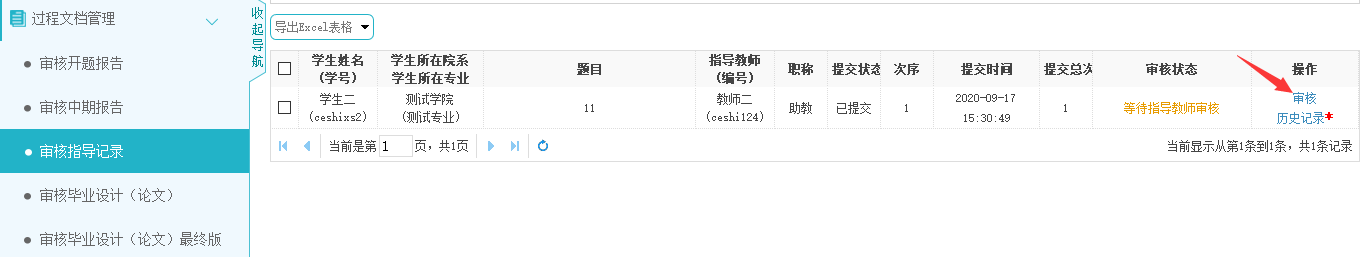 过程文档管理
审核开题报告
审核中期报告
审核指导记录
审核毕业设计（论文）
审核毕业设计（论文）最终版
收起导航
导出Excel表格
学生姓名
（学号）
学生所在院系
学生所在专业
题目
指导教师
（编号）
职称
提交状态
次序
提交时间
提交总次
审核状态
操作
学生二
(ceshixs2)
测试学院
(测试专业)
11
教师二
(ceshi124)
助教
已提交
1
2020-09-17
15:30:49
1
等待指导教师审核
审核
历史记录*
当前是第 1 页，共1页
当前显示从第1条到1条，共1条记录